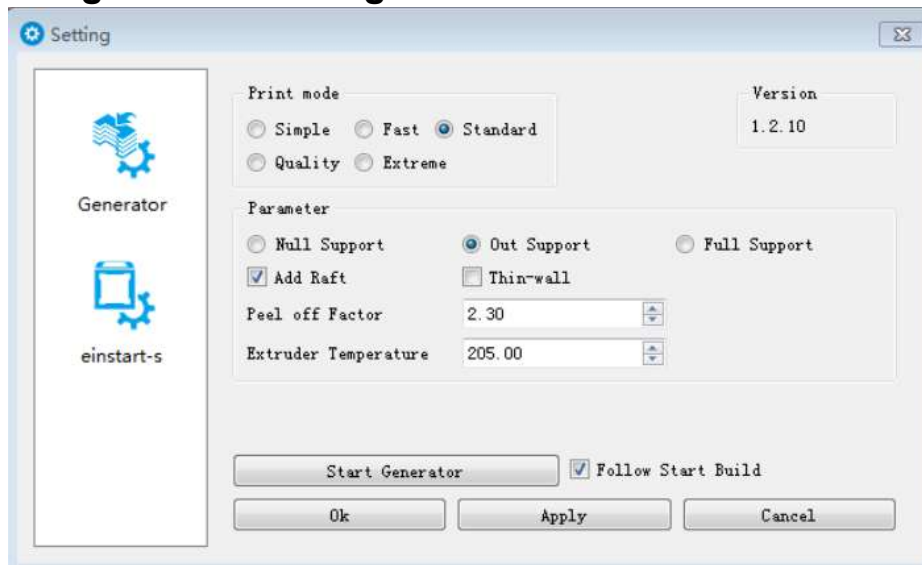 Setting
Print mode
Version
Simple Fast Standard
1.2.10
Quality Extreme
Generator
Parameter
Null Support Out Support Full Support
Add Raft Thin-wall
Peel off Factor 2.30
einstart-s
Extruder Temperature 205.00
Start Generator Follow Start Build
Ok Apply Cancel